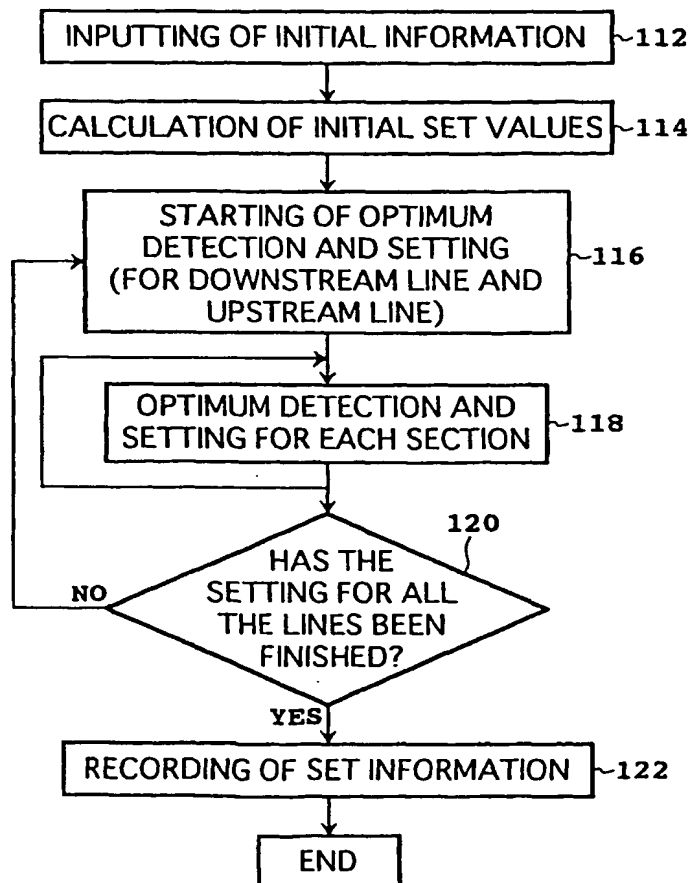 INPUTTING OF INITIAL INFORMATION
112
CALCULATION OF INITIAL SET VALUES
114
STARTING OF OPTIMUM
DETECTION AND SETTING
(FOR DOWNSTREAM LINE AND
UPSTREAM LINE)
116
OPTIMUM DETECTION AND
SETTING FOR EACH SECTION
118
120
HAS THE
SETTING FOR ALL
THE LINES BEEN
FINISHED?
NO
YES
RECORDING OF SET INFORMATION
122
END